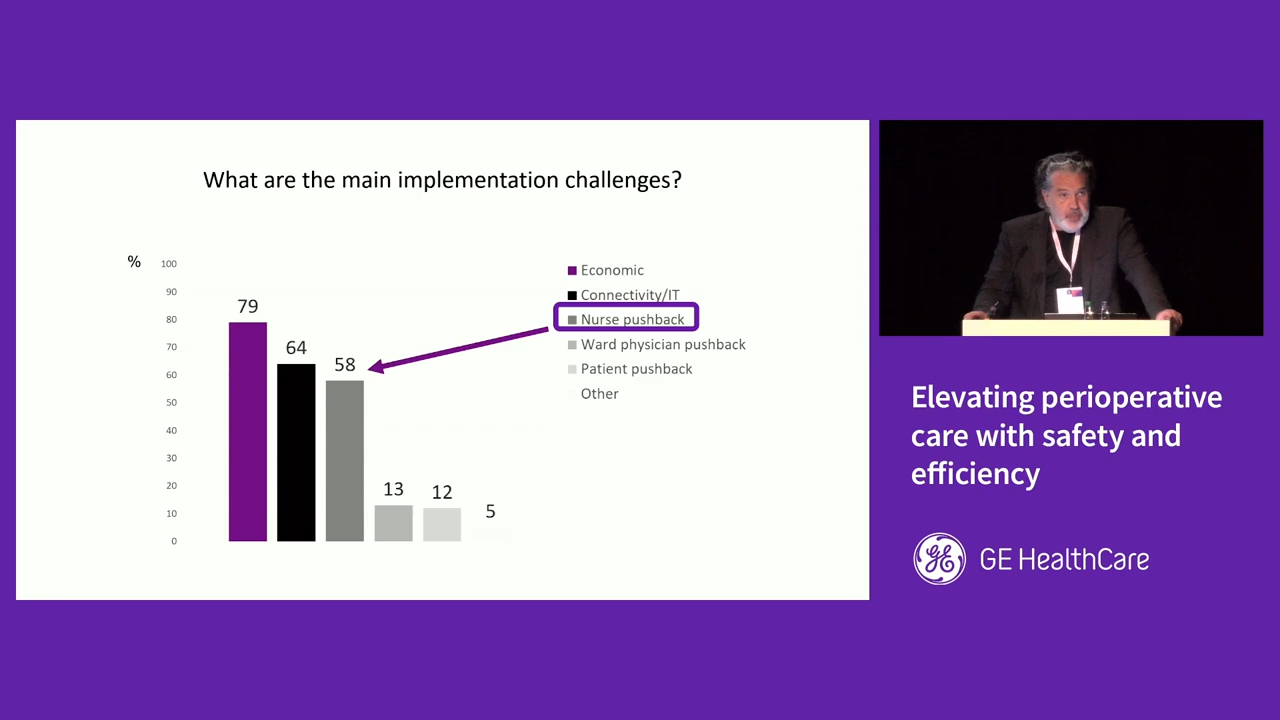 What are the main implementation challenges?
%
100
90
80
70
60
50
40
30
20
10
0
79
64
58
13
12
5
Economic
Connectivity/IT
Nurse pushback
Ward physician pushback
Patient pushback
Other
Elevating perioperative
care with safety and
efficiency
GE HealthCare